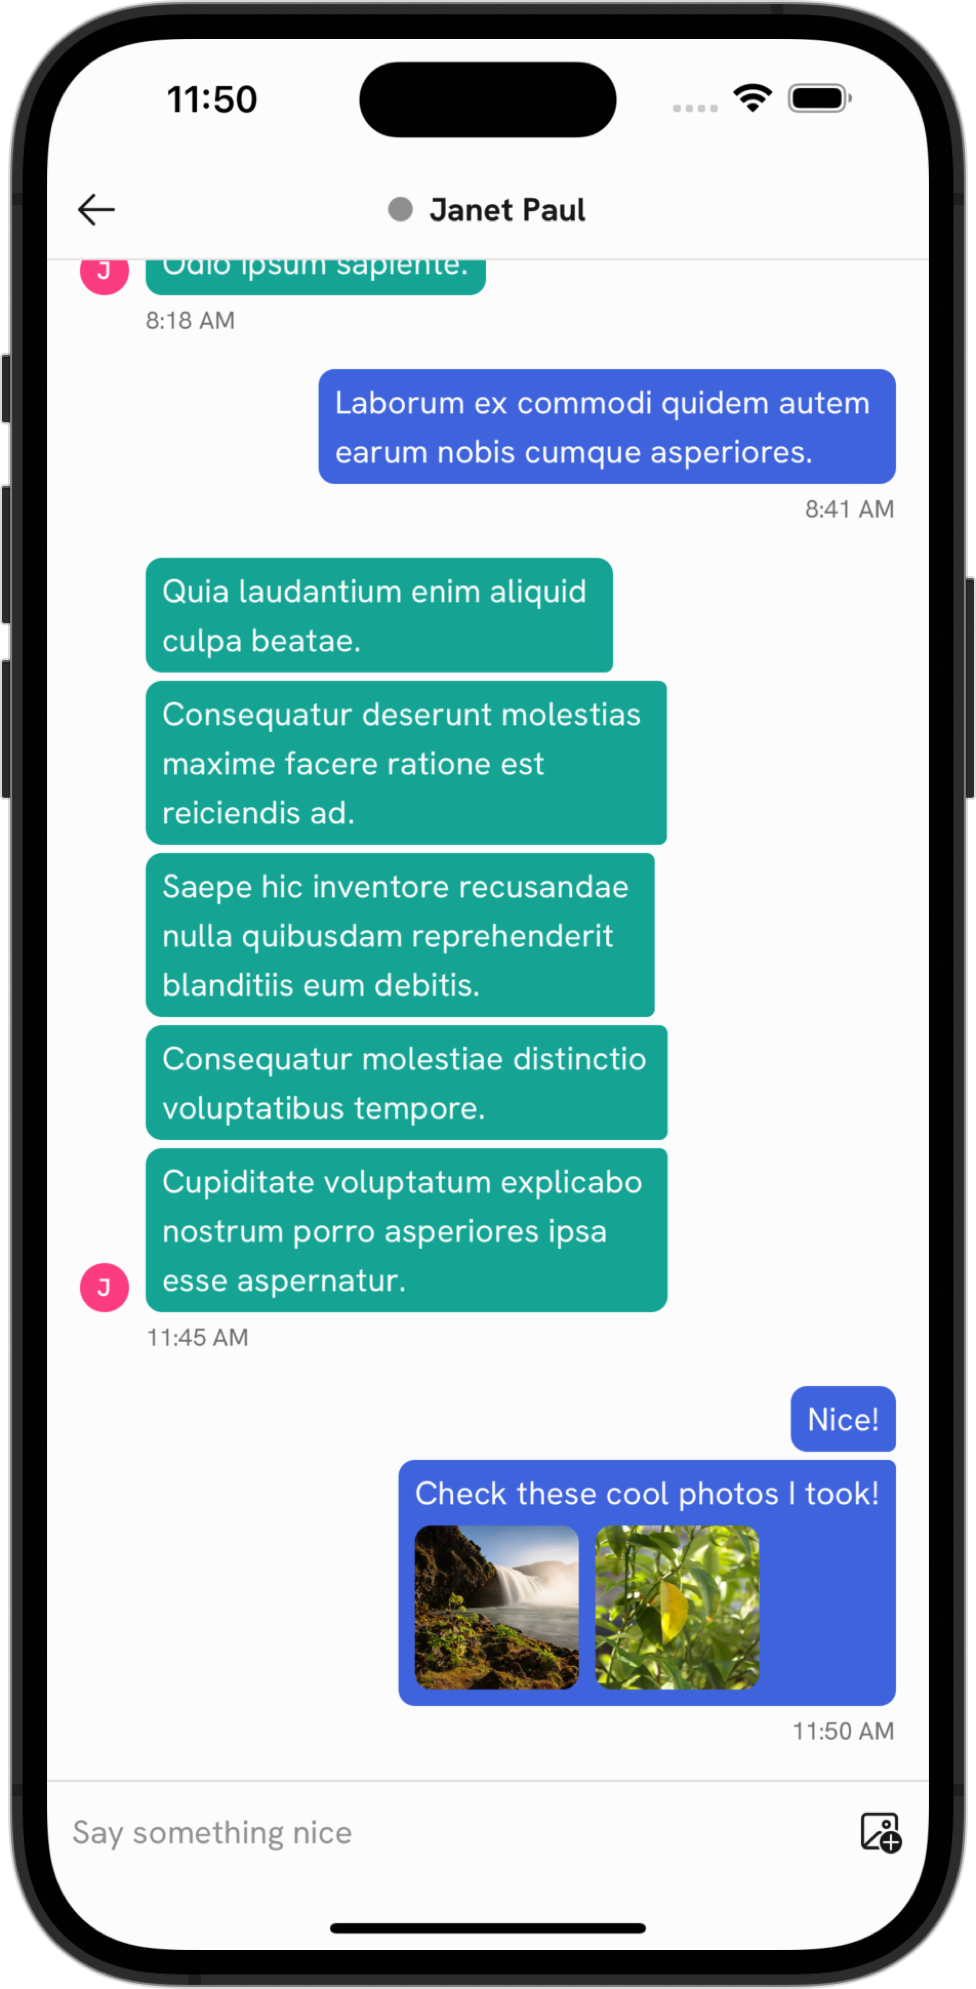 11:50
Janet Paul
Odio ipsum sapiente.
J
8:18 AM
Laborum ex commodi quidem autem
earum nobis cumque asperiores.
8:41 AM
Quia laudantium enim aliquid
culpa beatae.
Consequatur deserunt molestias
maxime facere ratione est
reiciendis ad.
Saepe hic inventore recusandae
nulla quibusdam reprehenderit
blanditiis eum debitis.
Consequatur molestiae distinctio
voluptatibus tempore.
Cupiditate voluptatum explicabo
nostrum porro asperiores ipsa
esse aspernatur.
J
11:45 AM
Nice!
Check these cool photos I took!
11:50 AM
Say something nice